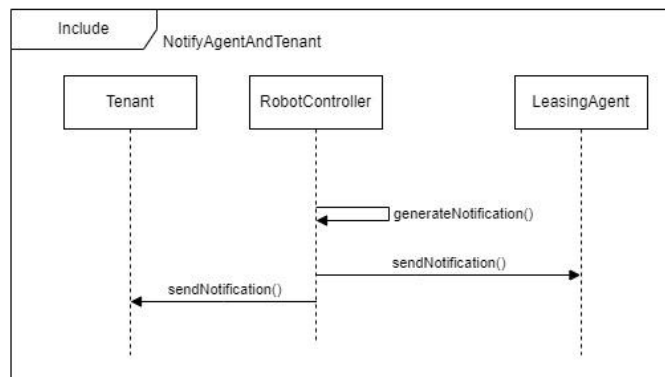 Include
NotifyAgentAndTenant
Tenant
RobotController
LeasingAgent
generateNotification()
sendNotification()
sendNotification()